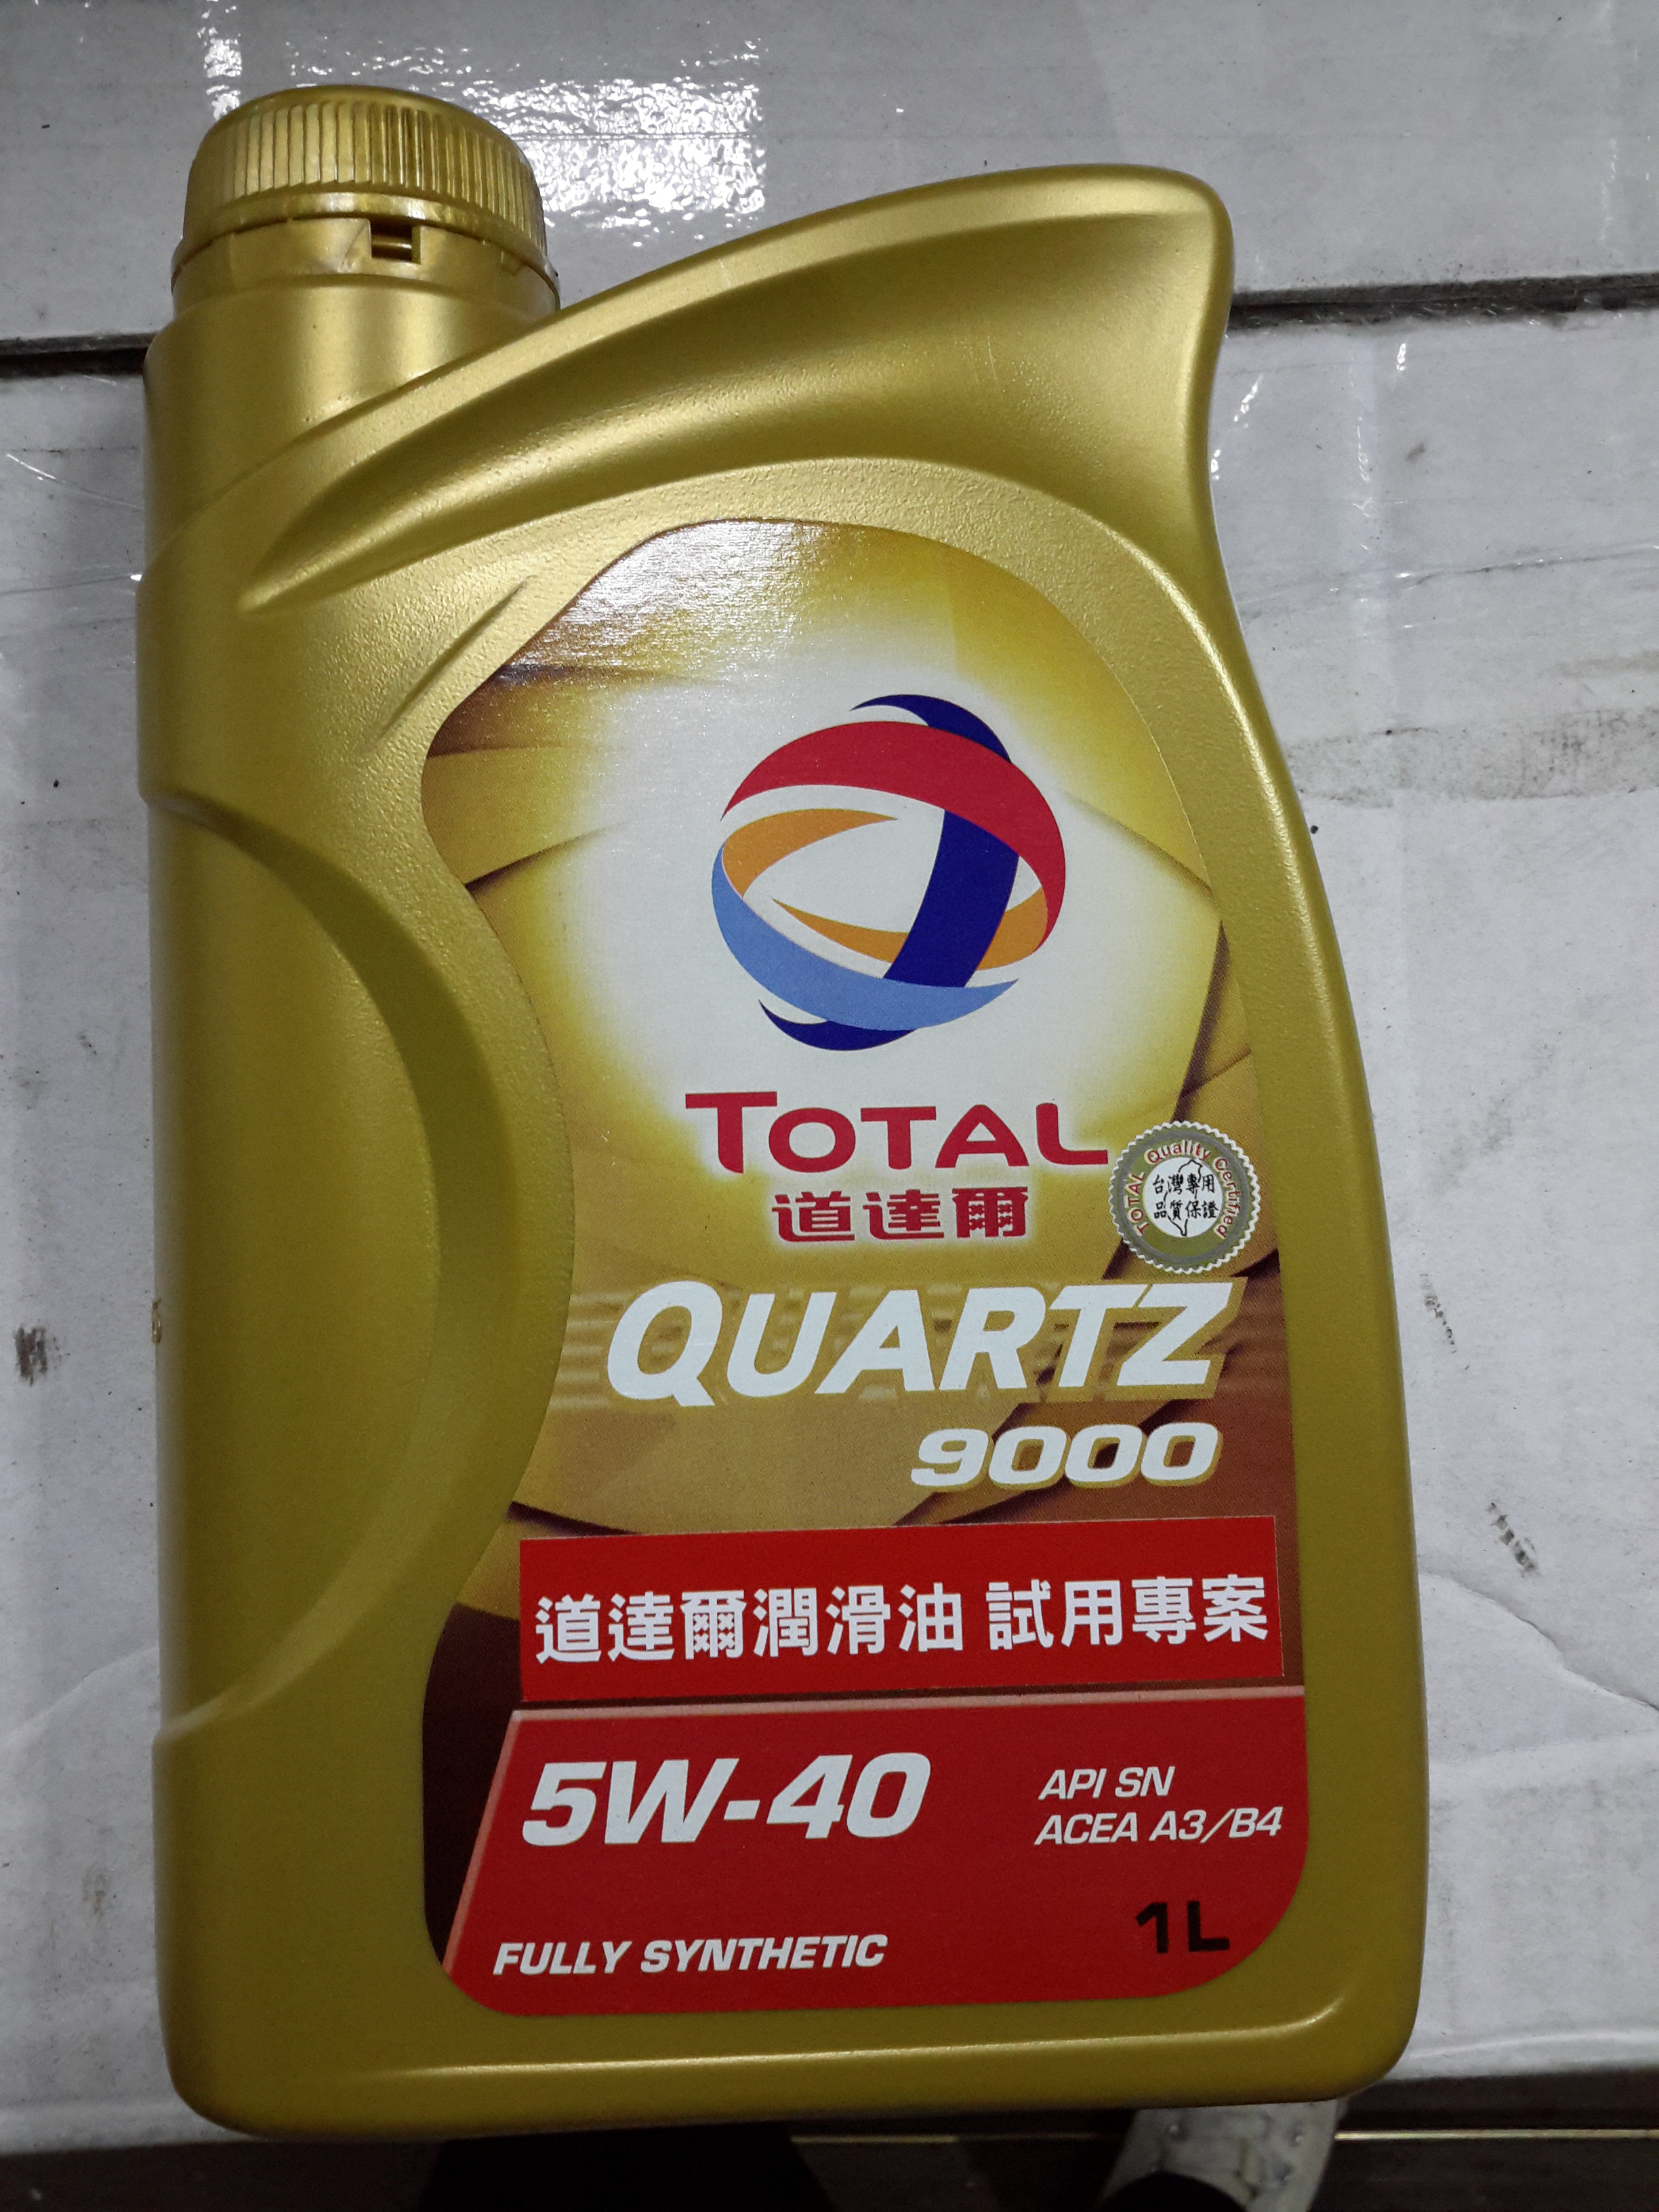 TOTAL
道達爾
TOTAL Quality Certified
台灣專用
品質保證
QUARTZ
9000
道達爾潤滑油 試用專案
5W-40
API SN
ACEA A3/B4
1L
FULLY SYNTHETIC